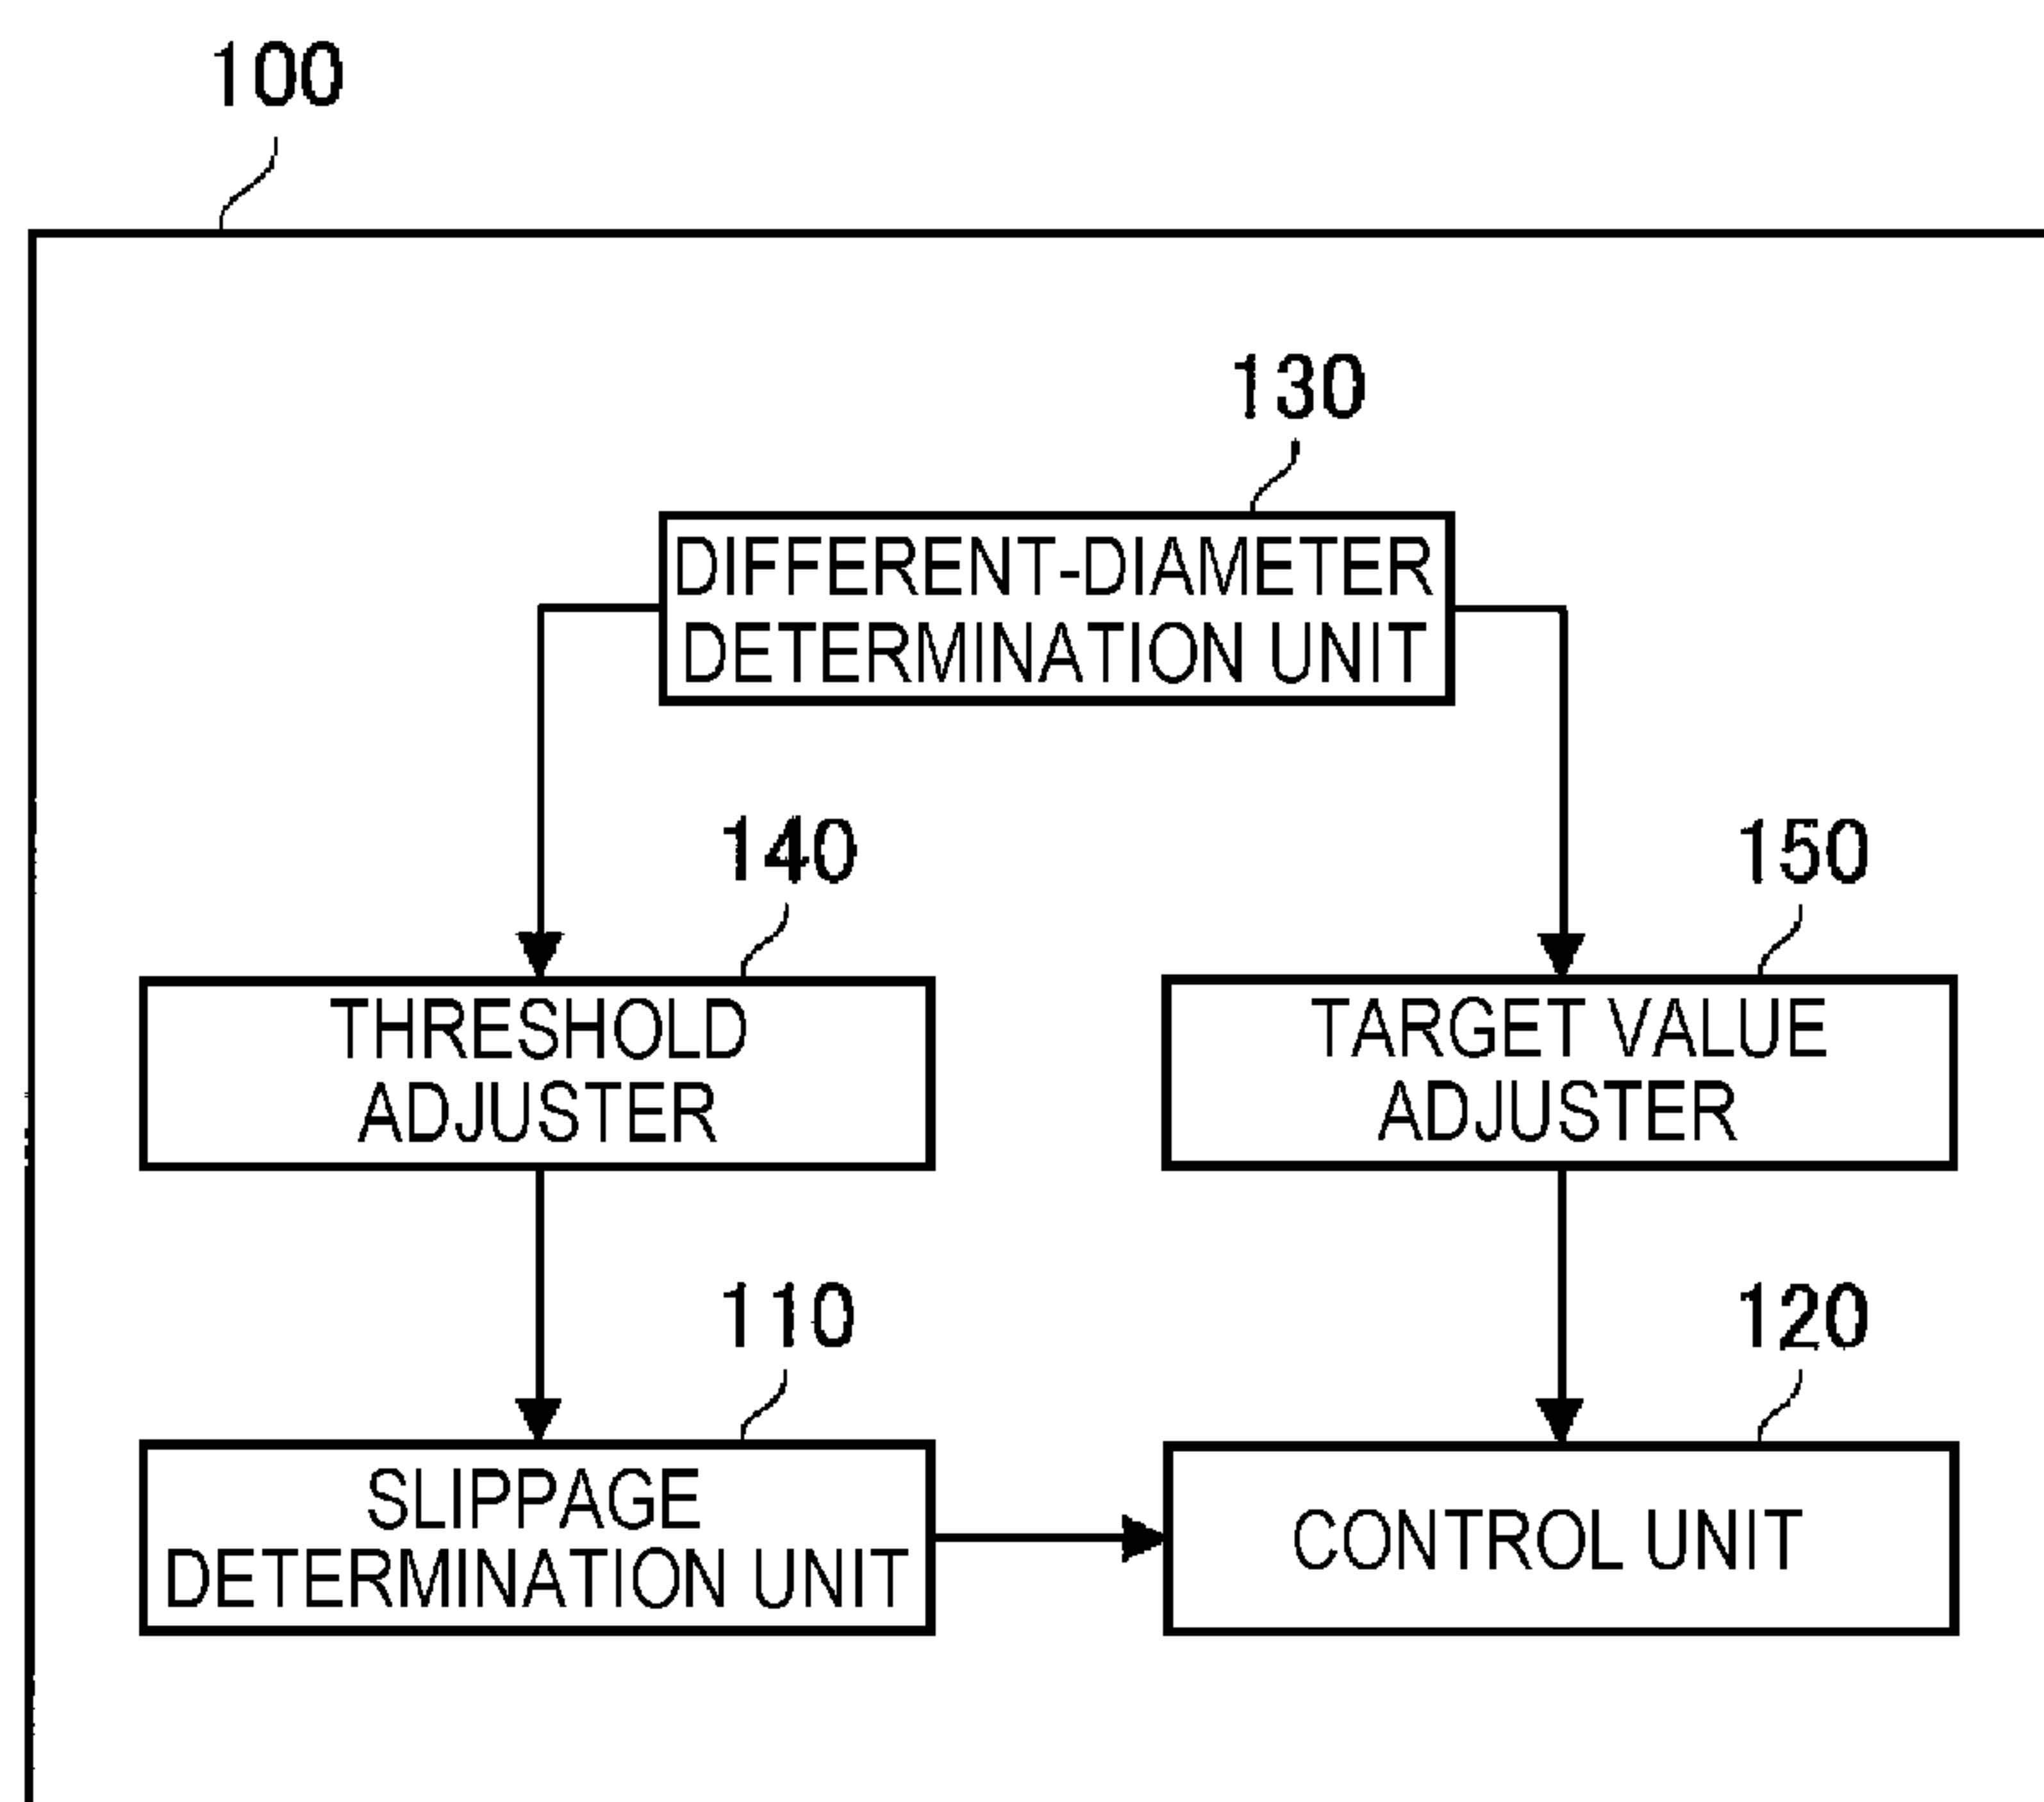 100
130
DIFFERENT-DIAMETER
DETERMINATION UNIT
140
150
THRESHOLD
ADJUSTER
TARGET VALUE
ADJUSTER
110
120
SLIPPAGE
DETERMINATION UNIT
CONTROL UNIT